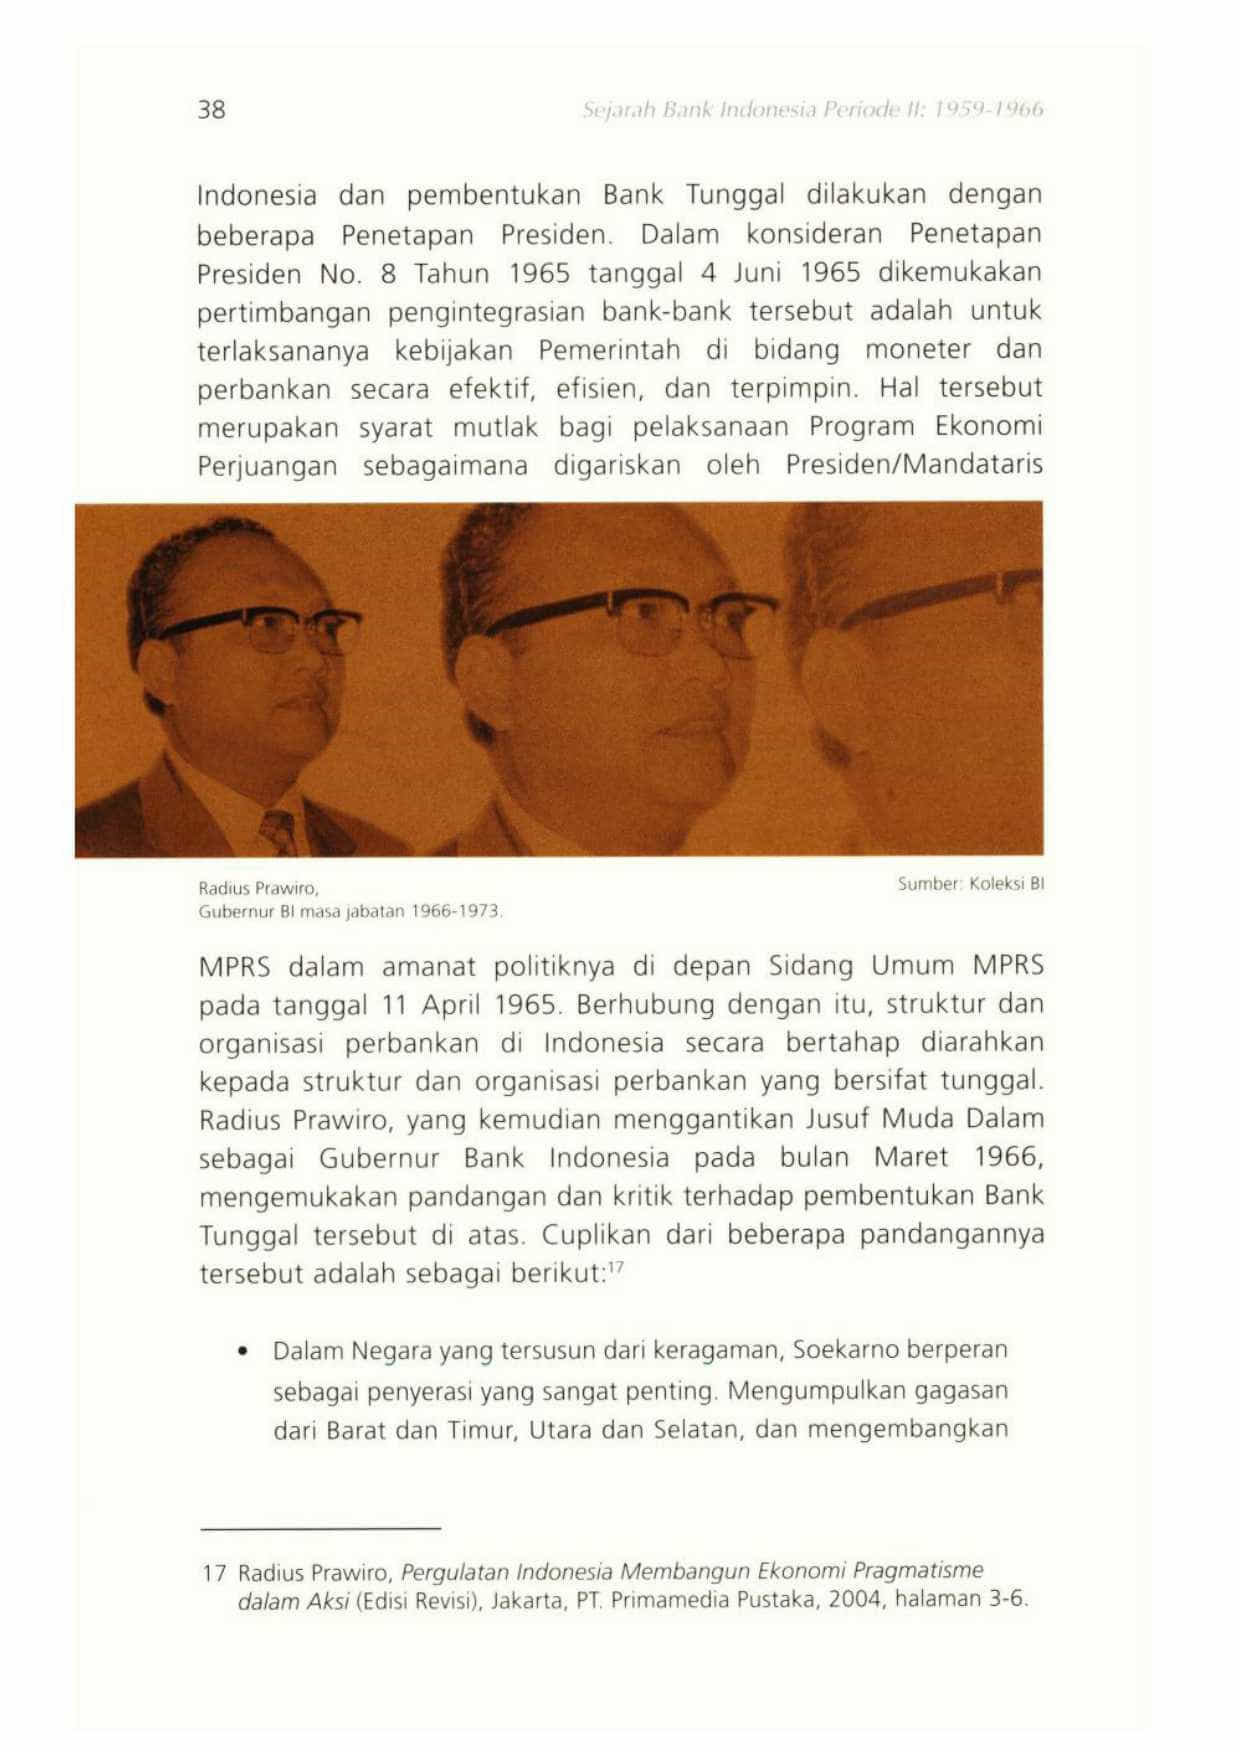 38
Sejarah Bank Indonesia Periode II: 1959-1966
Indonesia dan pembentukan Bank Tunggal dilakukan dengan
beberapa Penetapan Presiden. Dalam konsideran Penetapan
Presiden No. 8 Tahun 1965 tanggal 4 Juni 1965 dikemukakan
pertimbangan pengintegrasian bank-bank tersebut adalah untuk
terlaksananya kebijakan Pemerintah di bidang moneter dan
perbankan secara efektif, efisien, dan terpimpin. Hal tersebut
merupakan syarat mutlak bagi pelaksanaan Program Ekonomi
Perjuangan sebagaimana digariskan oleh Presiden/Mandataris
Radius Prawiro,
Gubernur BI masa jabatan 1966-1973.
Sumber: Koleksi BI
MPRS dalam amanat politiknya di depan Sidang Umum MPRS
pada tanggal 11 April 1965. Berhubung dengan itu, struktur dan
organisasi perbankan di Indonesia secara bertahap diarahkan
kepada struktur dan organisasi perbankan yang bersifat tunggal.
Radius Prawiro, yang kemudian menggantikan Jusuf Muda Dalam
sebagai Gubernur Bank Indonesia pada bulan Maret 1966,
mengemukakan pandangan dan kritik terhadap pembentukan Bank
Tunggal tersebut di atas. Cuplikan dari beberapa pandangannya
tersebut adalah sebagai berikut:17
• Dalam Negara yang tersusun dari keragaman, Soekarno berperan
sebagai penyerasi yang sangat penting. Mengumpulkan gagasan
dari Barat dan Timur, Utara dan Selatan, dan mengembangkan
17 Radius Prawiro, Pergulatan Indonesia Membangun Ekonomi Pragmatisme
dalam Aksi (Edisi Revisi), Jakarta, PT. Primamedia Pustaka, 2004, halaman 3-6.